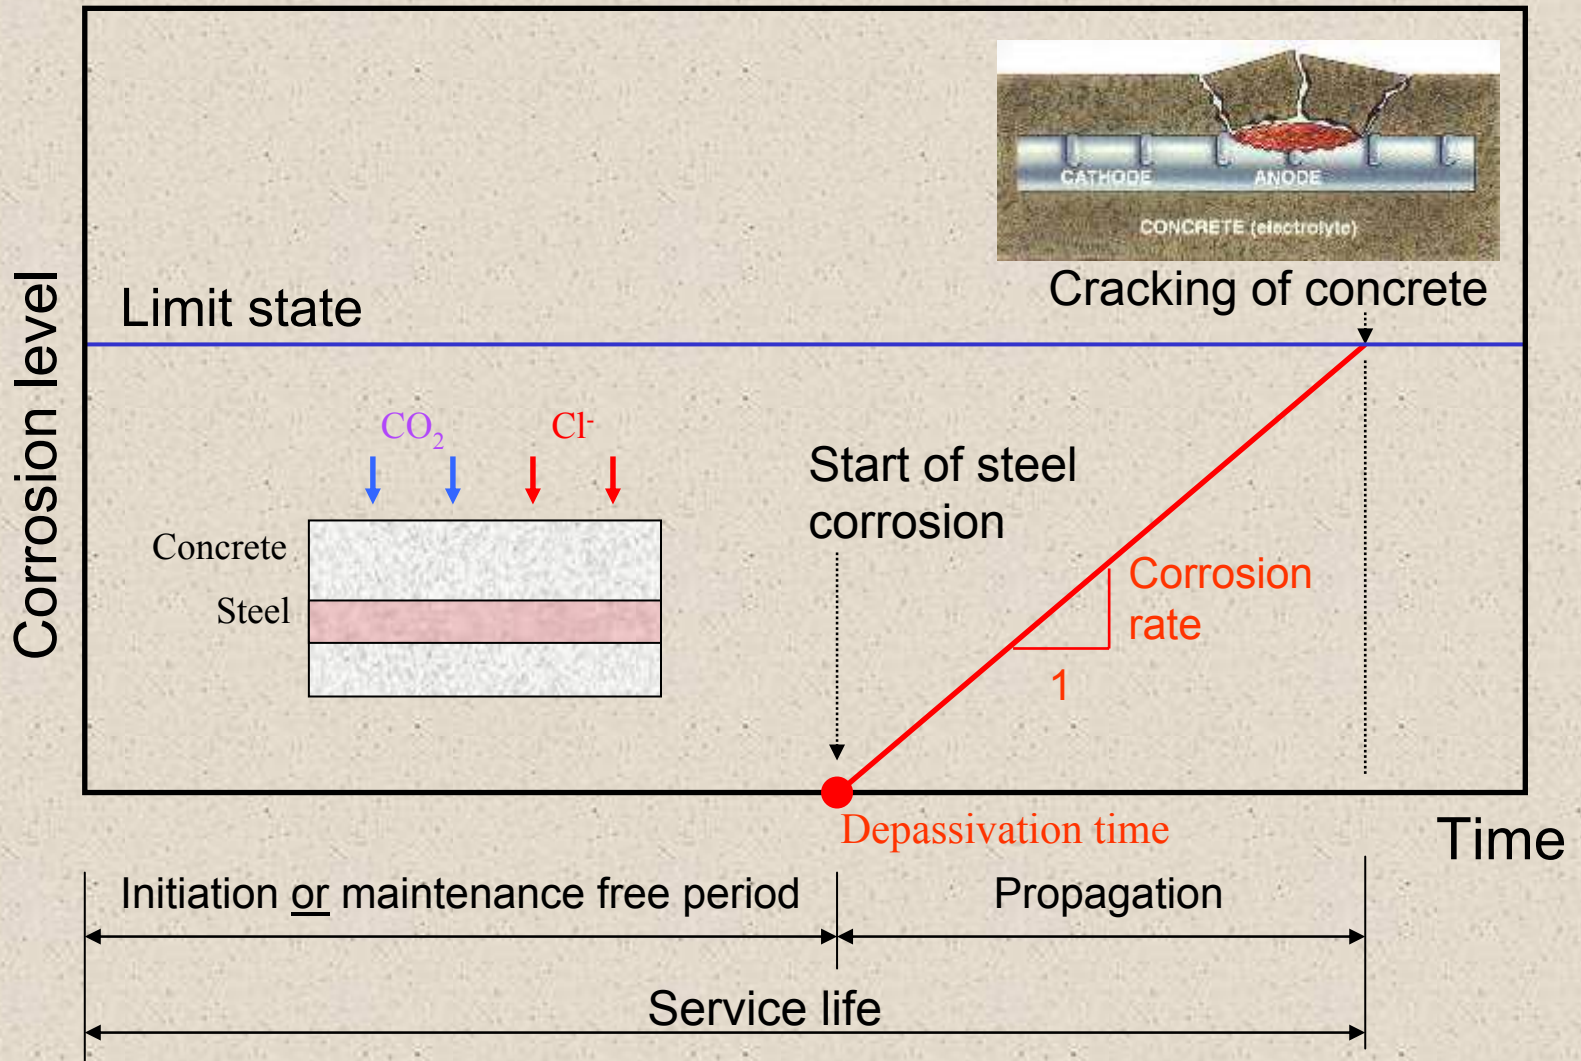 CATHODE
ANODE
CONCRETE (electrolyte)
Cracking of concrete
Limit state
Corrosion level
CO₂
Cl⁻
Concrete
Steel
Start of steel
corrosion
Corrosion
rate
1
Depassivation time
Time
Initiation or maintenance free period
Propagation
Service life